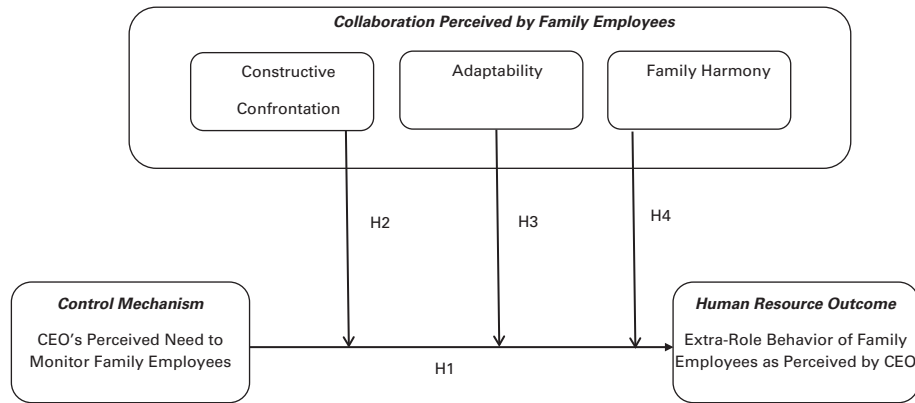 Collaboration Perceived by Family Employees
Constructive
Confrontation
Adaptability
Family Harmony
H2
H3
H4
Control Mechanism
CEO's Perceived Need to
Monitor Family Employees
H1
Human Resource Outcome
Extra-Role Behavior of Family
Employees as Perceived by CEO